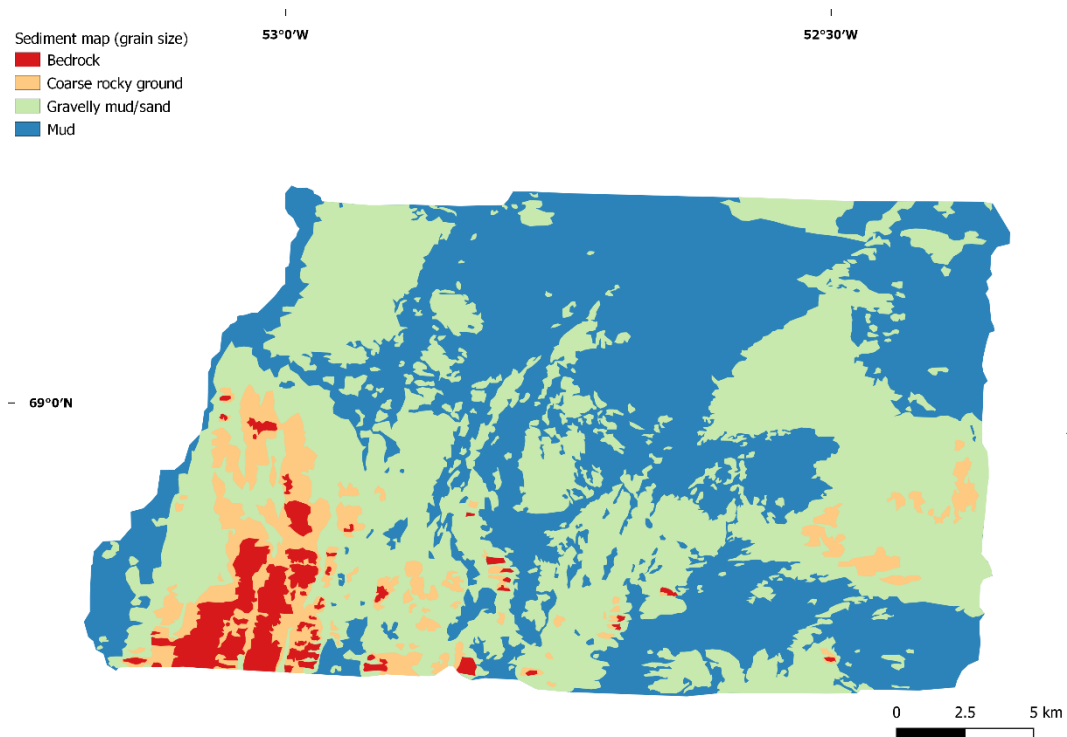 53°0′W
52°30′W
Sediment map (grain size)
Bedrock
Coarse rocky ground
Gravelly mud/sand
Mud
69°0′N
0 2.5 5 km